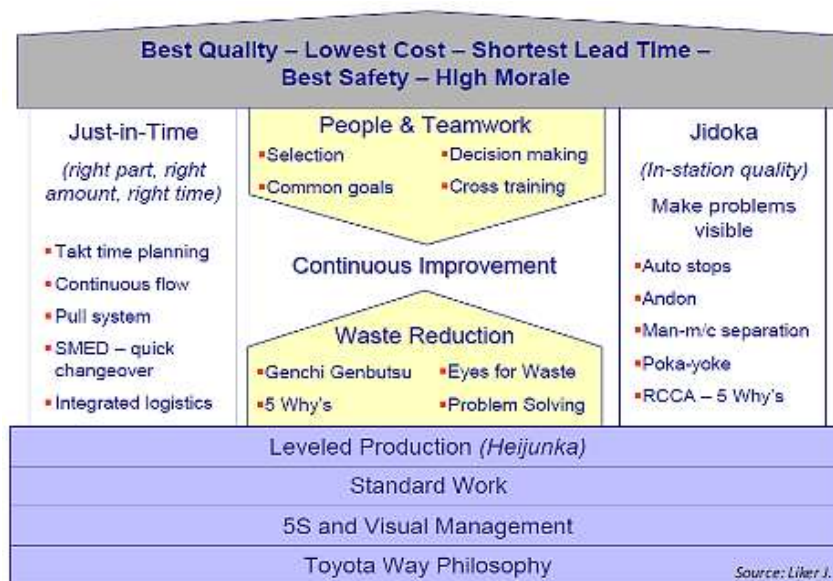 Best Quality – Lowest Cost – Shortest Lead Time –
Best Safety – High Morale
Just-in-Time
(right part, right
amount, right time)
▪Takt time planning
▪Continuous flow
▪Pull system
▪SMED – quick
changeover
▪Integrated logistics
People & Teamwork
▪Selection
▪Common goals
▪Decision making
▪Cross training
Continuous Improvement
Waste Reduction
▪Genchi Genbutsu
▪5 Why's
▪Eyes for Waste
▪Problem Solving
Jidoka
(In-station quality)
Make problems
visible
▪Auto stops
▪Andon
▪Man-m/c separation
▪Poka-yoke
▪RCCA – 5 Why's
Leveled Production (Heijunka)
Standard Work
5S and Visual Management
Toyota Way Philosophy
Source: Liker J.